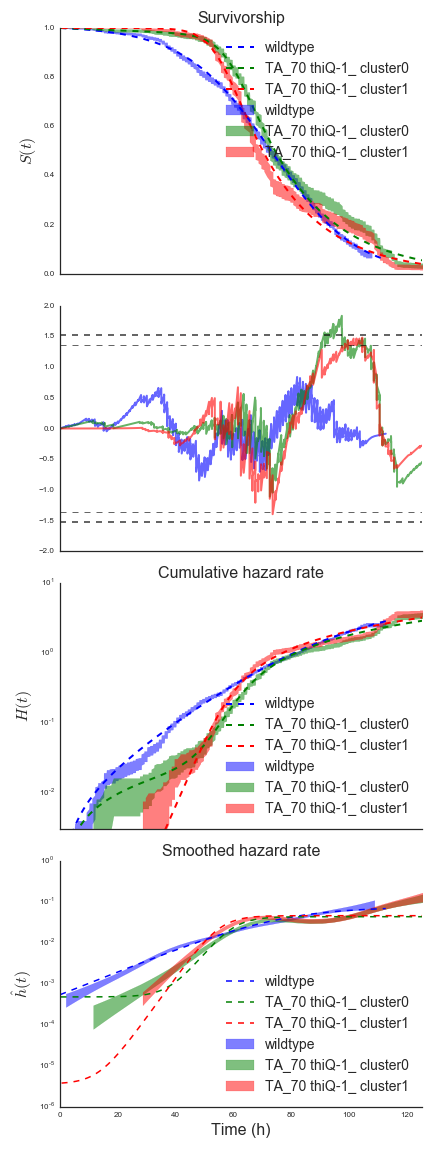 Survivorship
1.0
0.8
0.6
0.4
0.2
0.0
S(t)
wildtype
TA_70 thiQ-1_ cluster0
TA_70 thiQ-1_ cluster1
wildtype
TA_70 thiQ-1_ cluster0
TA_70 thiQ-1_ cluster1
2.0
1.5
1.0
0.5
0.0
−0.5
−1.0
−1.5
−2.0
Cumulative hazard rate
10^1
10^0
10^-1
10^-2
H(t)
wildtype
TA_70 thiQ-1_ cluster0
TA_70 thiQ-1_ cluster1
wildtype
TA_70 thiQ-1_ cluster0
TA_70 thiQ-1_ cluster1
Smoothed hazard rate
10^0
10^-1
10^-2
10^-3
10^-4
10^-5
10^-6
ĥ(t)
wildtype
TA_70 thiQ-1_ cluster0
TA_70 thiQ-1_ cluster1
wildtype
TA_70 thiQ-1_ cluster0
TA_70 thiQ-1_ cluster1
0 20 40 60 80 100 120
Time (h)